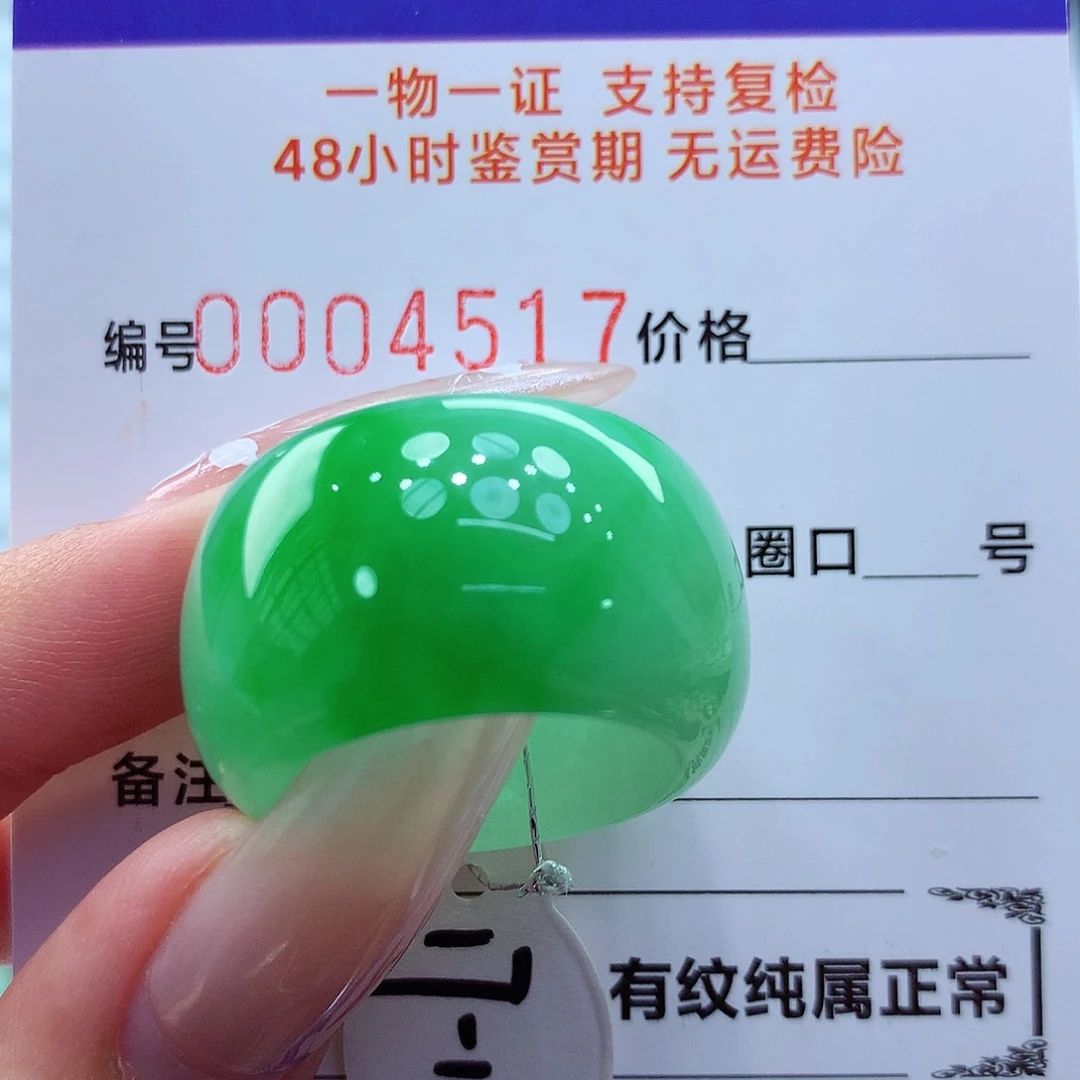 一物一证 支持复检
48小时鉴赏期 无运费险
编号0004517 价格
圈口 号
备注
有纹纯属正常